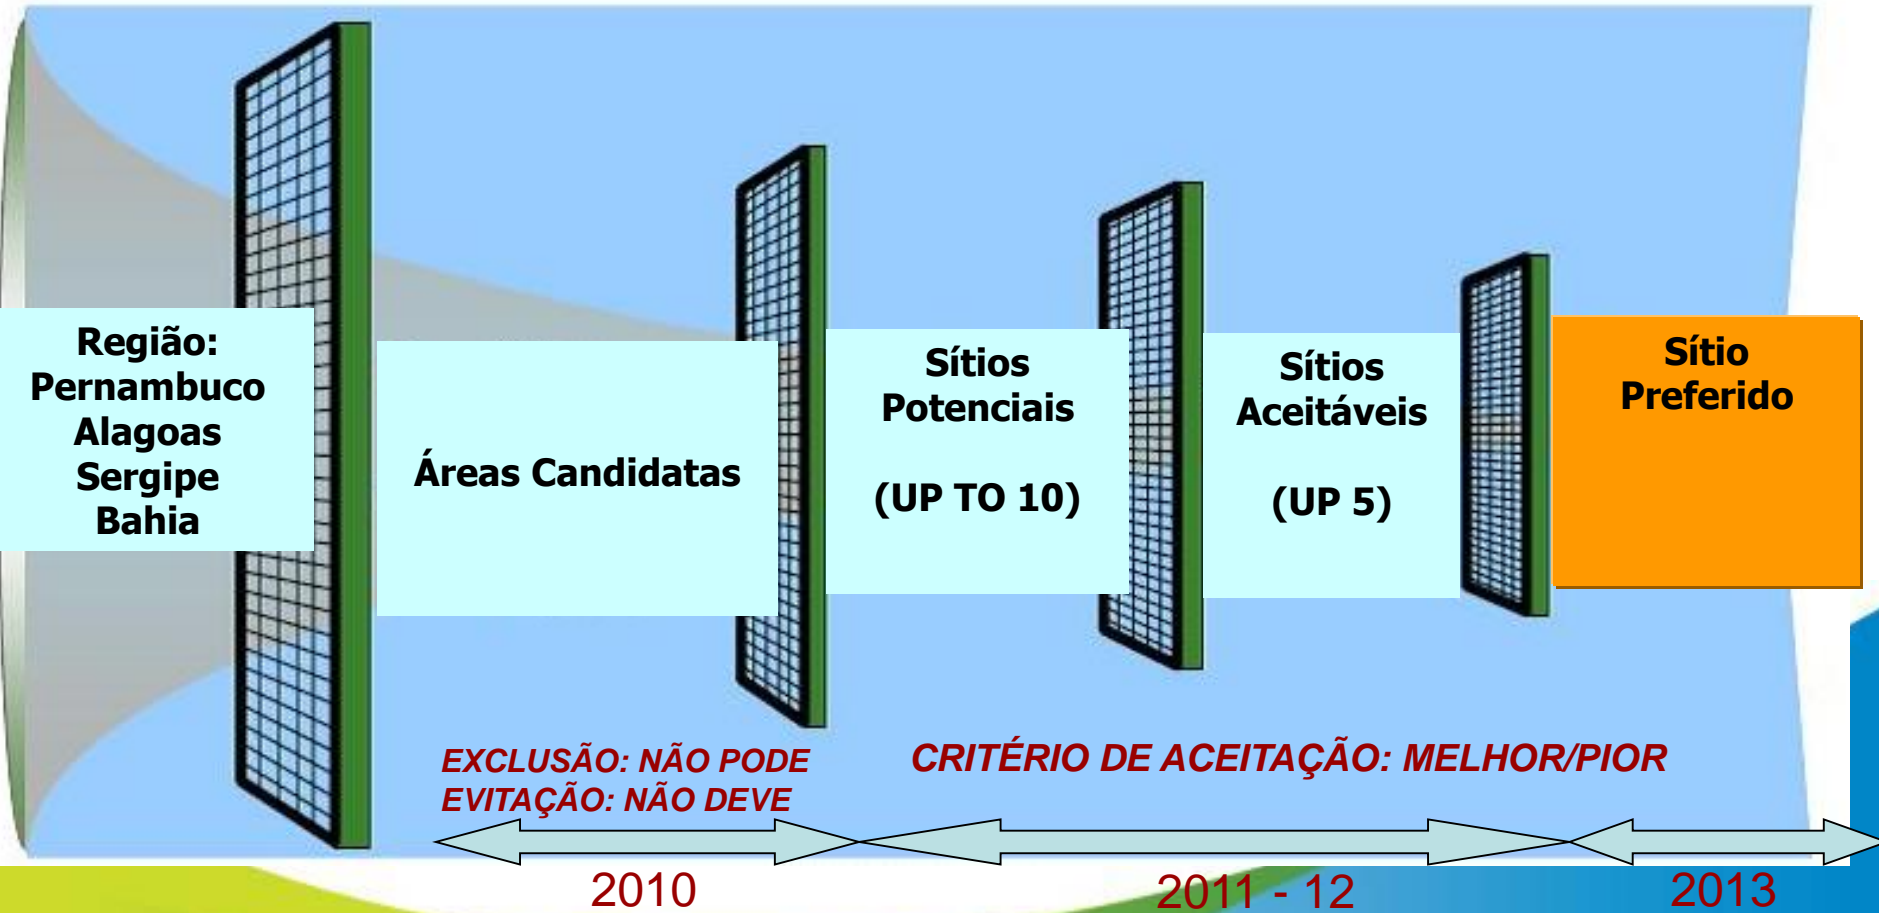 Região:
Pernambuco
Alagoas
Sergipe
Bahia
Áreas Candidatas
Sítios
Potenciais
(UP TO 10)
Sítios
Aceitáveis
(UP 5)
Sítio
Preferido
EXCLUSÃO: NÃO PODE
EVITAÇÃO: NÃO DEVE
CRITÉRIO DE ACEITAÇÃO: MELHOR/PIOR
2010
2011 - 12
2013